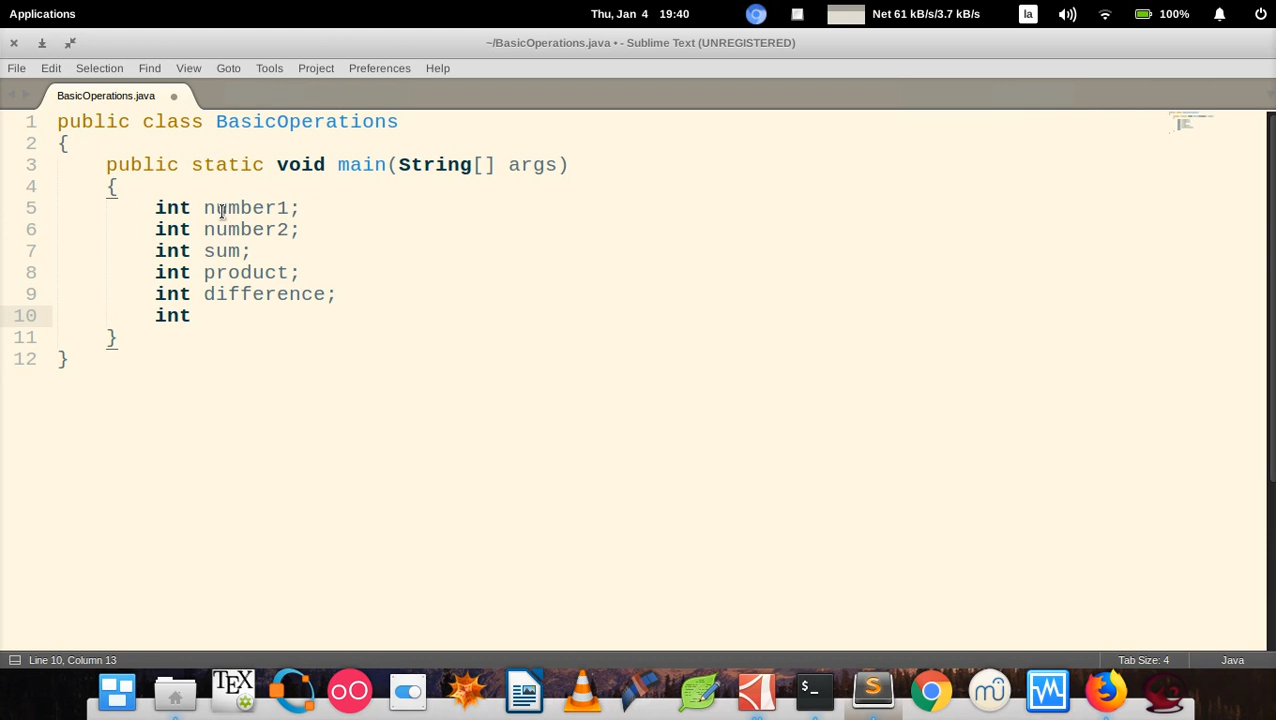 Applications
Thu, Jan 4 19:40
Net 61 kB/s/3.7 kB/s
la
100%
~/BasicOperations.java • - Sublime Text (UNREGISTERED)
File Edit Selection Find View Goto Tools Project Preferences Help
BasicOperations.java
1 public class BasicOperations
2 {
3 public static void main(String[] args)
4 {
5 int number1;
6 int number2;
7 int sum;
8 int product;
9 int difference;
10 int
11 }
12 }
Line 10, Column 13
Tab Size: 4
Java
TEX